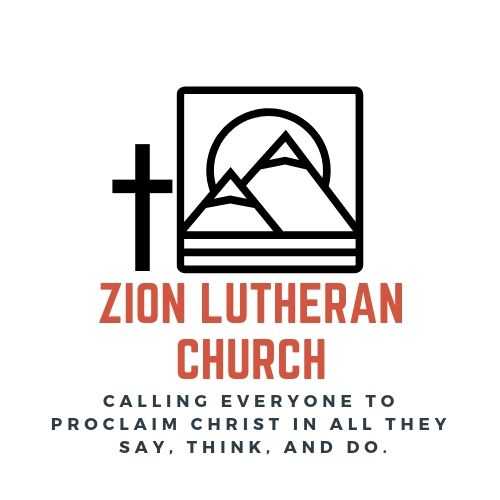 ZION LUTHERAN
CHURCH
CALLING EVERYONE TO
PROCLAIM CHRIST IN ALL THEY
SAY, THINK, AND DO.